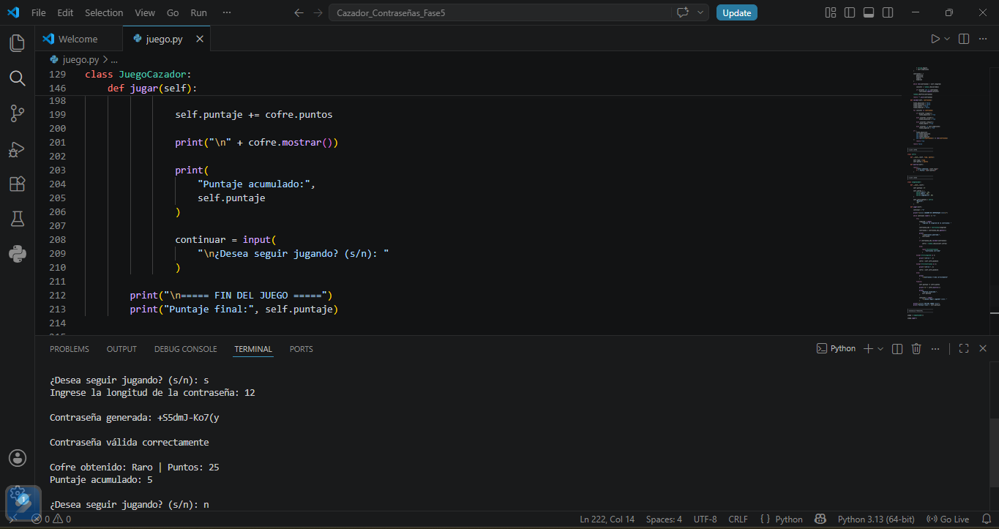 File Edit Selection View Go Run ··· Cazador_Contraseñas_Fase5 Update
Welcome juego.py
juego.py > ...
129 class JuegoCazador:
146 def jugar(self):
198
199 self.puntaje += cofre.puntos
200
201 print("\n" + cofre.mostrar())
202
203 print(
204 "Puntaje acumulado:",
205 self.puntaje
206 )
207
208 continuar = input(
209 "\n¿Desea seguir jugando? (s/n): "
210 )
211
212 print("\n===== FIN DEL JUEGO =====")
213 print("Puntaje final:", self.puntaje)
214
215
PROBLEMS OUTPUT DEBUG CONSOLE TERMINAL PORTS Python
¿Desea seguir jugando? (s/n): s
Ingrese la longitud de la contraseña: 12
Contraseña generada: +S5dmJ-Ko7(y
Contraseña válida correctamente
Cofre obtenido: Raro | Puntos: 25
Puntaje acumulado: 5
¿Desea seguir jugando? (s/n): n
1
0 0 Ln 222, Col 14 Spaces: 4 UTF-8 CRLF { } Python Python 3.13 (64-bit) Go Live